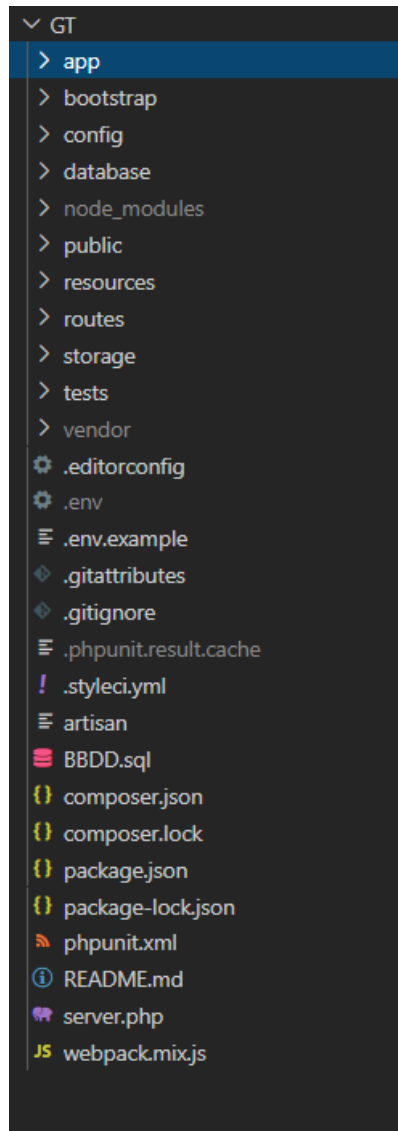 GT
app
bootstrap
config
database
node_modules
public
resources
routes
storage
tests
vendor
.editorconfig
.env
.env.example
.gitattributes
.gitignore
.phpunit.result.cache
.styleci.yml
artisan
BBDD.sql
composer.json
composer.lock
package.json
package-lock.json
phpunit.xml
README.md
server.php
JS webpack.mix.js